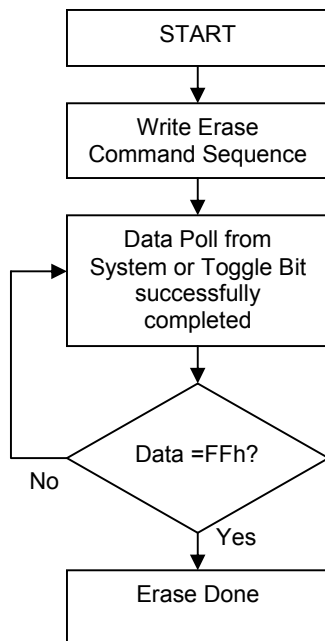 START
Write Erase
Command Sequence
Data Poll from
System or Toggle Bit
successfully
completed
Data =FFh?
No
Yes
Erase Done